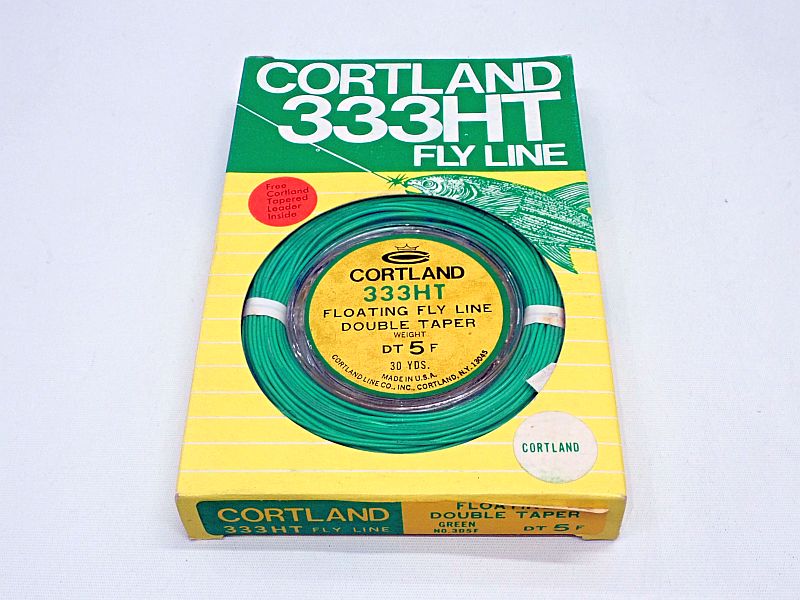 CORTLAND
333HT
FLY LINE
Free
Cortland
Tapered
Leader
Inside
CORTLAND
333HT
FLOATING FLY LINE
DOUBLE TAPER
WEIGHT
DT 5 F
30 YDS.
MADE IN U.S.A.
CORTLAND LINE CO., INC., CORTLAND, N.Y. 13045
CORTLAND
CORTLAND
333HT FLY LINE
DOUBLE TAPER
GREEN
NO. 305F
DT 5 F